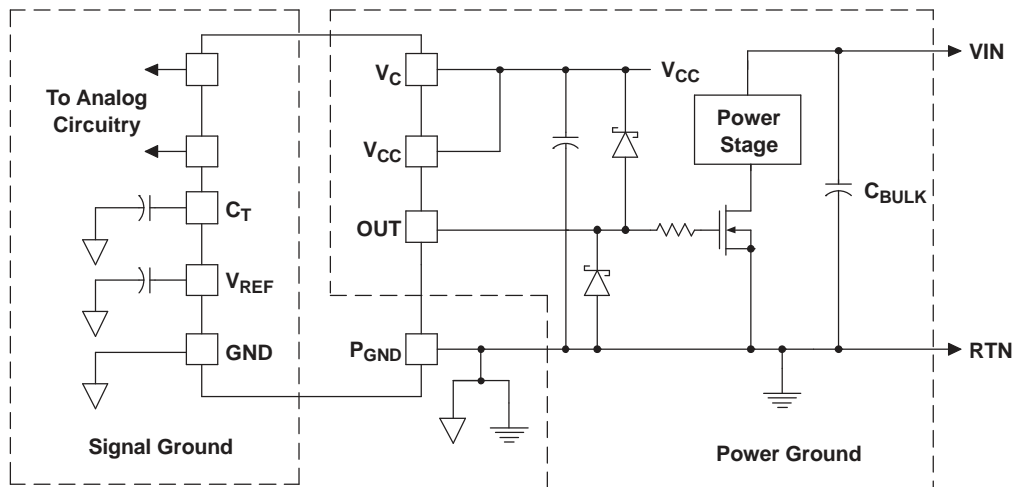 VIN
V_C
V_CC
To Analog
Circuitry
Power
Stage
V_CC
C_T
C_BULK
OUT
V_REF
GND
P_GND
RTN
Signal Ground
Power Ground